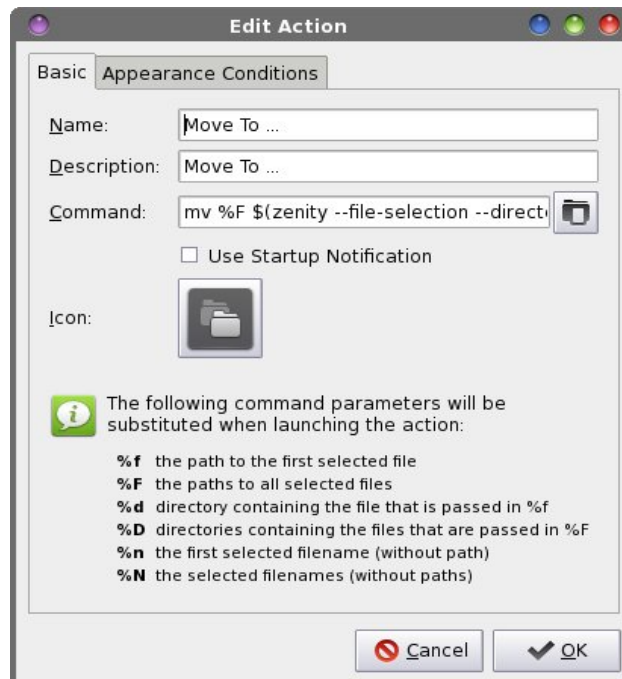 Edit Action
Basic Appearance Conditions
Name: Move To ...
Description: Move To ...
Command: mv %F $(zenity --file-selection --direct
Use Startup Notification
Icon:
The following command parameters will be
substituted when launching the action:
%f the path to the first selected file
%F the paths to all selected files
%d directory containing the file that is passed in %f
%D directories containing the files that are passed in %F
%n the first selected filename (without path)
%N the selected filenames (without paths)
Cancel OK